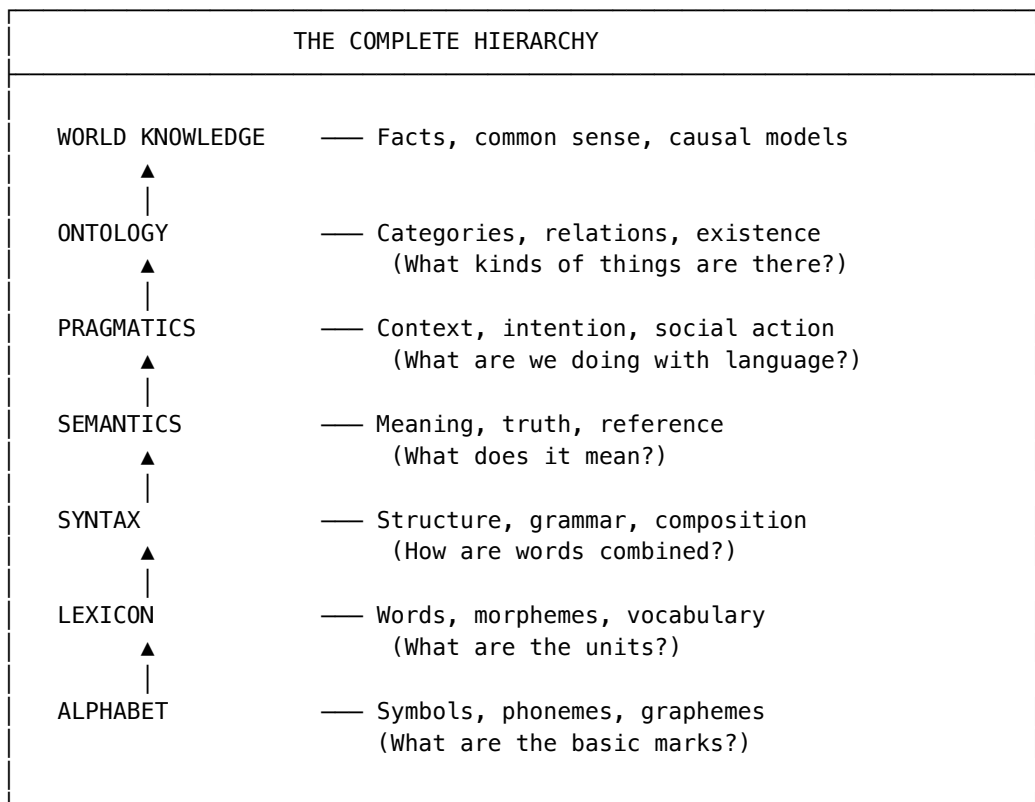 THE COMPLETE HIERARCHY
WORLD KNOWLEDGE ─── Facts, common sense, causal models
ONTOLOGY ─── Categories, relations, existence
(What kinds of things are there?)
PRAGMATICS ─── Context, intention, social action
(What are we doing with language?)
SEMANTICS ─── Meaning, truth, reference
(What does it mean?)
SYNTAX ─── Structure, grammar, composition
(How are words combined?)
LEXICON ─── Words, morphemes, vocabulary
(What are the units?)
ALPHABET ─── Symbols, phonemes, graphemes
(What are the basic marks?)